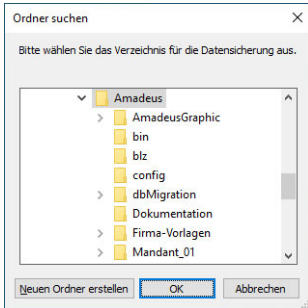 Ordner suchen
Bitte wählen Sie das Verzeichnis für die Datensicherung aus.
Amadeus
AmadeusGraphic
bin
blz
config
dbMigration
Dokumentation
Firma-Vorlagen
Mandant_01
Neuen Ordner erstellen OK Abbrechen